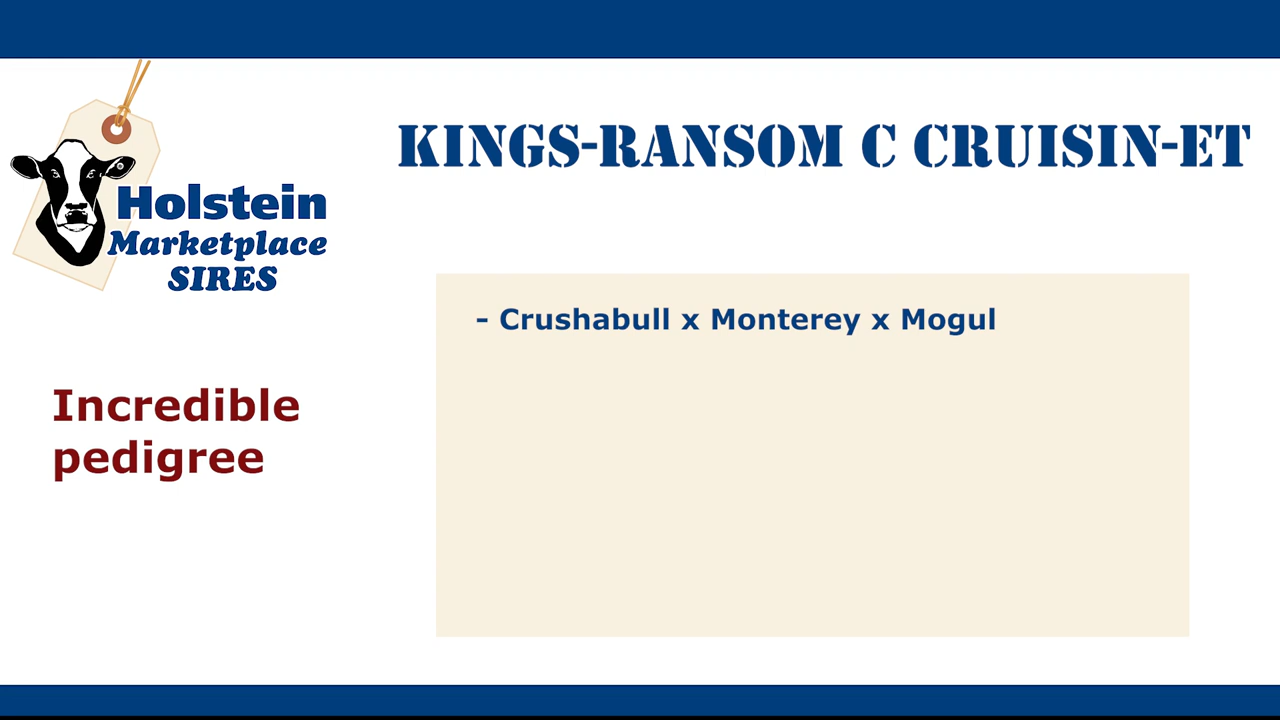 KINGS-RANSOM C CRUISIN-ET
Holstein
Marketplace
SIRES
- Crushabull x Monterey x Mogul
Incredible
pedigree